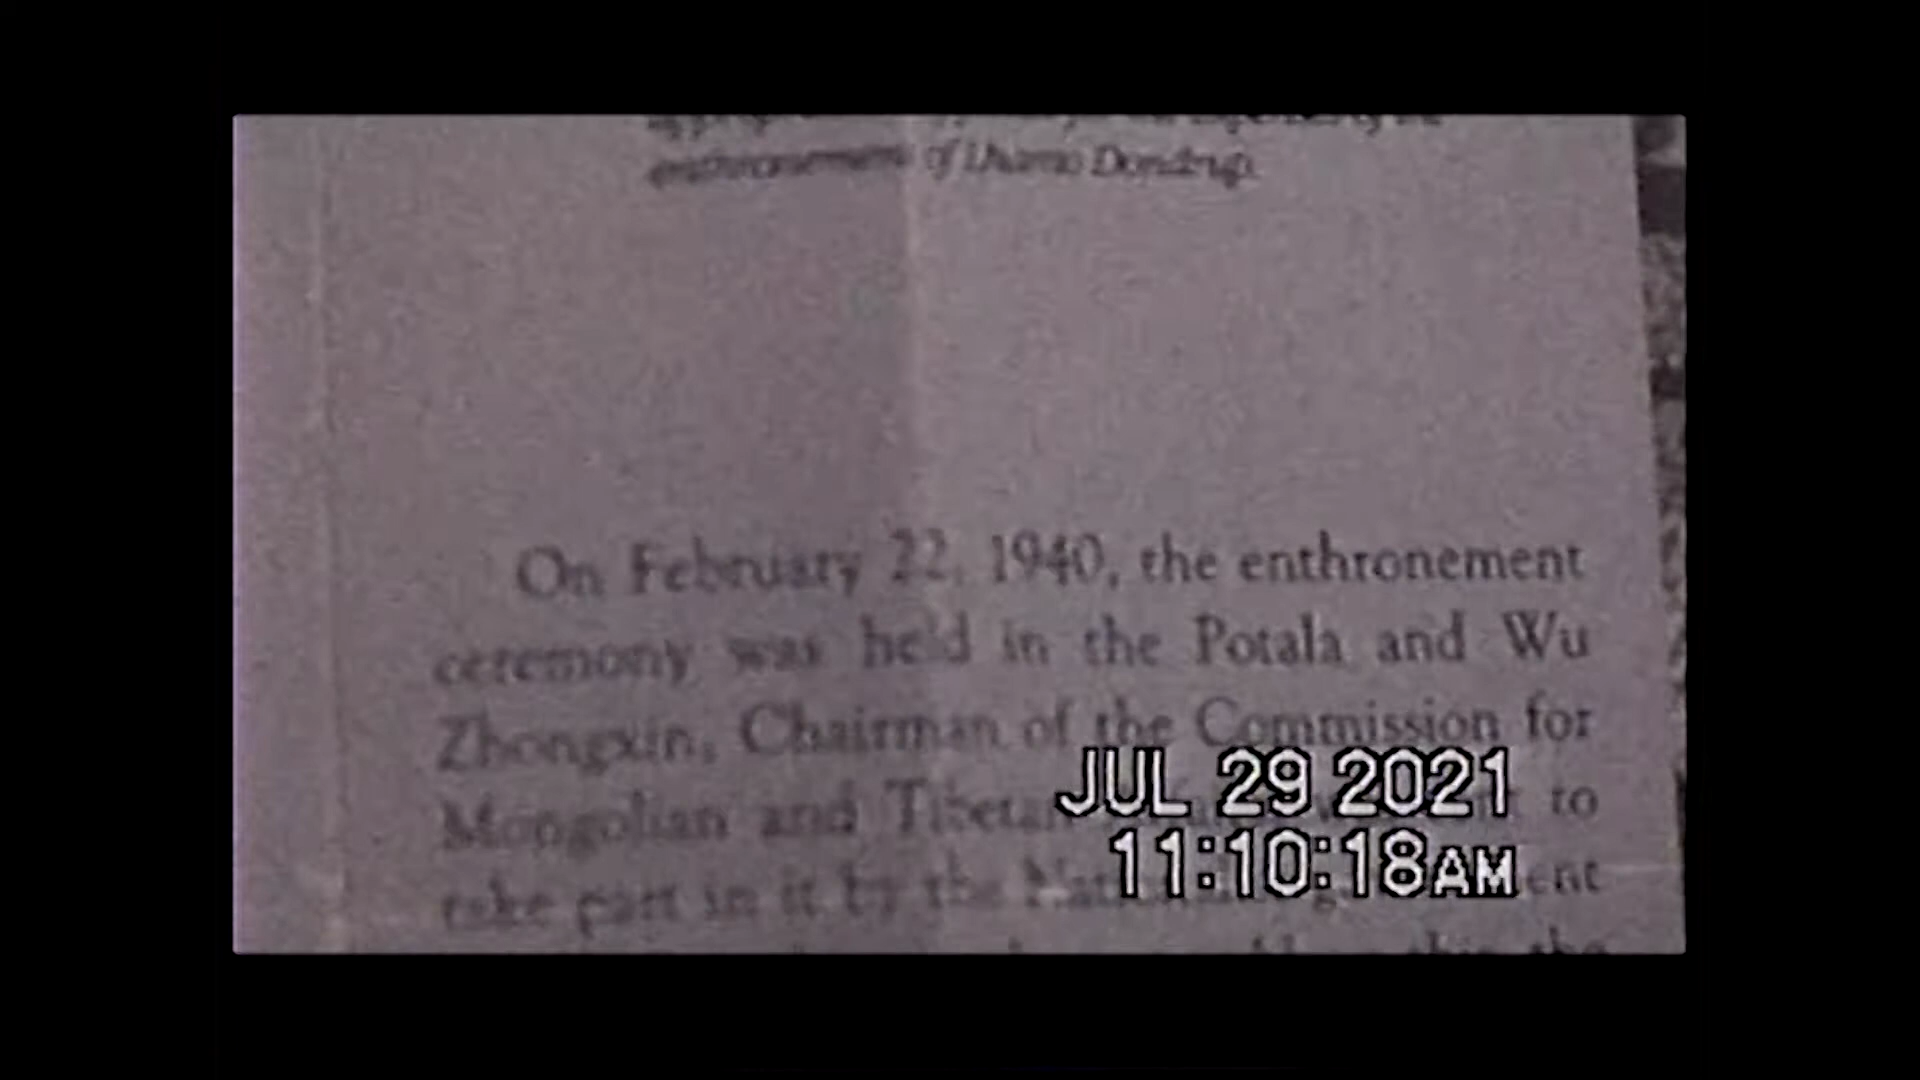 enthronement of Lhamo Dondrup.
On February 22, 1940, the enthronement
ceremony was held in the Potala and Wu
Zhongxin, Chairman of the Commission for
Mongolian and Tibetan to
take part in it by the
this the
JUL 29 2021
11:10:18AM